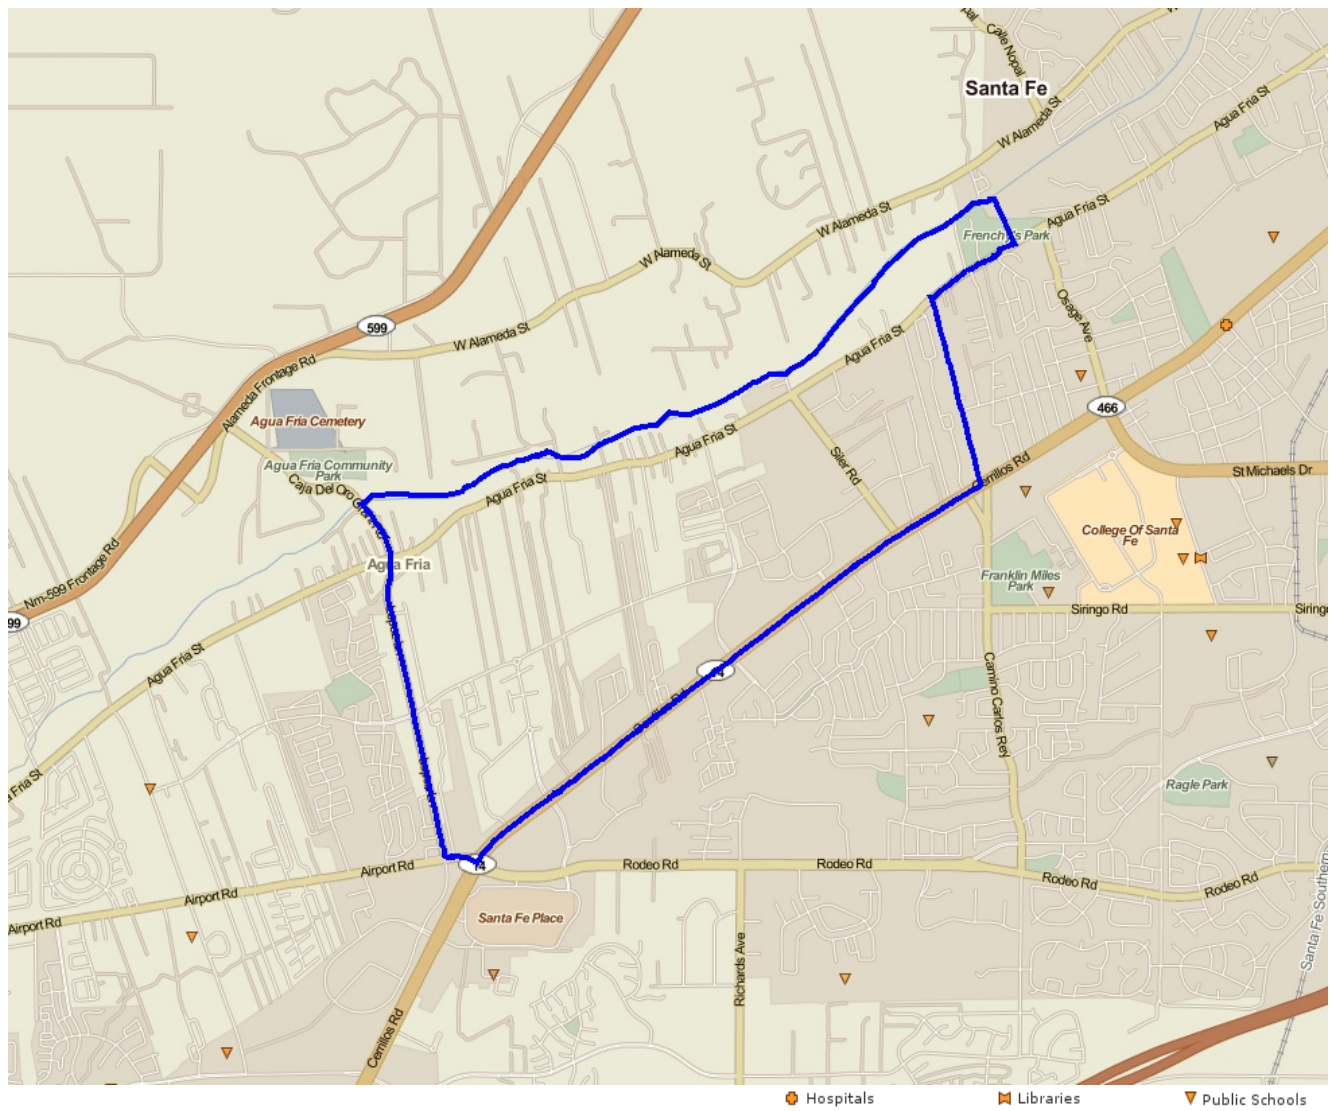 Calle Nopal
Santa Fe
W Alameda St
Agua Fria St
W Alameda St
Agua Fria St
W Alameda St
599
W Alameda St
Osage Ave
Agua Fria St
Alameda Frontage Rd
Agua Fria Cemetery
466
Agua Fria St
Siler Rd
Cerrillos Rd
St Michaels Dr
Agua Fria Community
Park
Caja Del Oro
Agua Fria St
College Of Santa
Fe
Agua Fria
Franklin Miles
Park
Nm-599 Frontage Rd
Siringo Rd
Agua Fria St
Camino Carlos Rey
Ragle Park
Airport Rd
Rodeo Rd
Rodeo Rd
Rodeo Rd
Rodeo Rd
Airport Rd
Airport Rd
Santa Fe Place
Richards Ave
Santa Fe Southern
Cerrillos Rd
Hospitals
Libraries
Public Schools